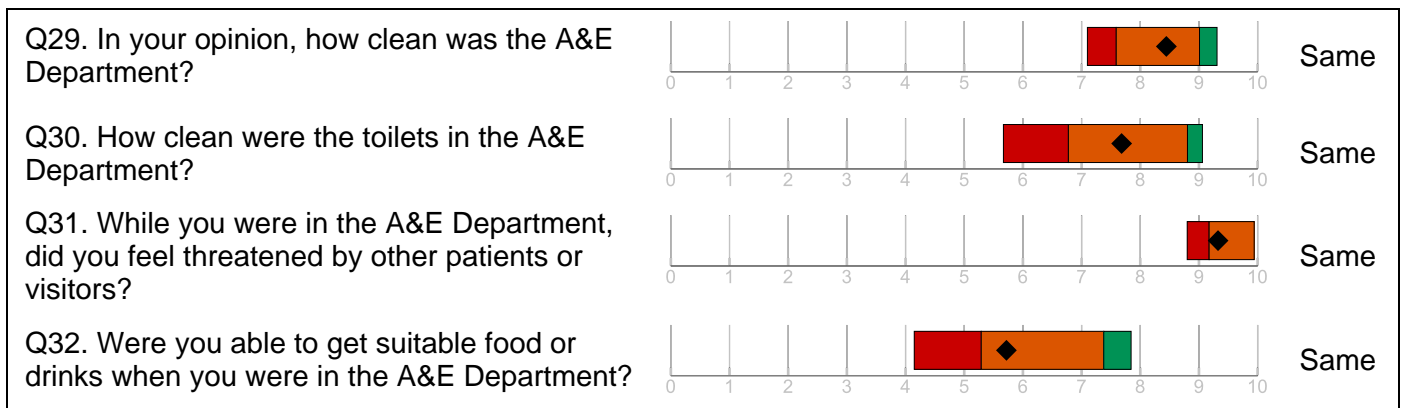 Q29. In your opinion, how clean was the A&E
Department?
0 1 2 3 4 5 6 7 8 9 10
Same
Q30. How clean were the toilets in the A&E
Department?
0 1 2 3 4 5 6 7 8 9 10
Same
Q31. While you were in the A&E Department,
did you feel threatened by other patients or
visitors?
0 1 2 3 4 5 6 7 8 9 10
Same
Q32. Were you able to get suitable food or
drinks when you were in the A&E Department?
0 1 2 3 4 5 6 7 8 9 10
Same